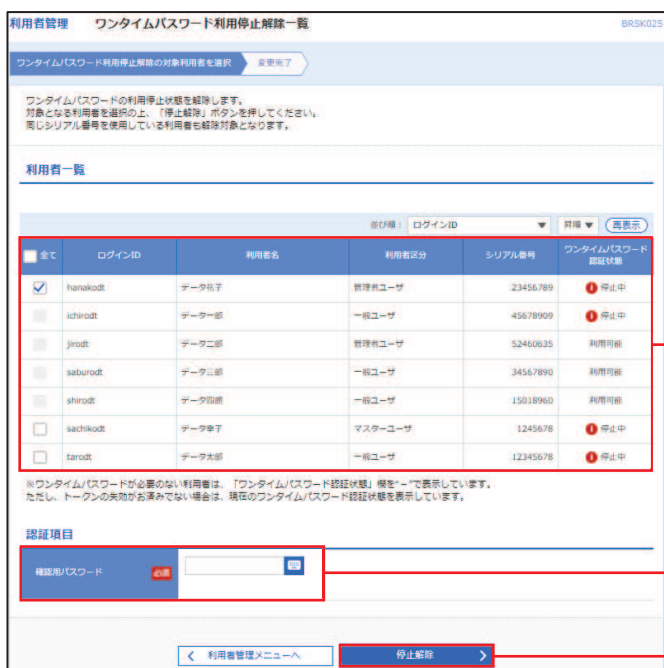 利用者管理 ワンタイムパスワード利用停止解除一覧 BRSK025
ワンタイムパスワード利用停止解除の対象利用者を選択 変更完了
ワンタイムパスワードの利用停止状態を解除します。
対象となる利用者を選択の上、「停止解除」ボタンを押してください。
同じシリアル番号を使用している利用者も解除対象となります。
利用者一覧
並び順： ログインID 昇順 再表示
全て ログインID 利用者名 利用者区分 シリアル番号 ワンタイムパスワード
認証状態
hanakodt データ花子 管理者ユーザ 23456789 停止中
ichirodt データ一郎 一般ユーザ 45678909 停止中
jirodt データ二郎 管理者ユーザ 52460635 利用可能
saburodt データ三郎 一般ユーザ 34567890 利用可能
shirodt データ四朗 一般ユーザ 15018960 利用可能
sachikodt データ幸子 マスターユーザ 1245678 停止中
tarodt データ太郎 一般ユーザ 12345678 停止中
※ワンタイムパスワードが必要のない利用者は、「ワンタイムパスワード認証状態」欄を"－"で表示しています。
ただし、トークンの失効がお済みでない場合は、現在のワンタイムパスワード認証状態を表示しています。
認証項目
確認用パスワード 必須
利用者管理メニューへ 停止解除